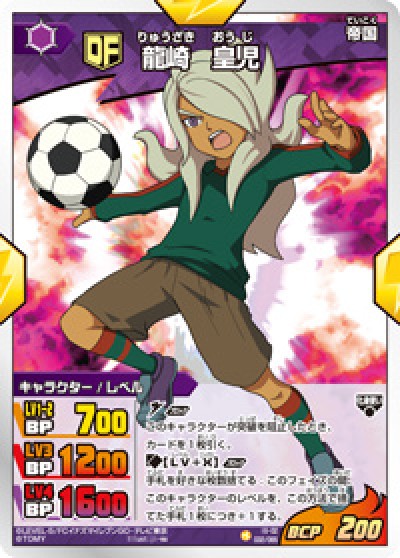 DF
りゅうざき おうじ
龍崎 皇児
ていこく
帝国
キャラクター / レベル
LV1-2 BP 700
LV3 BP 1200
LV4 BP 1600
このキャラクターが突破を阻止したとき、
カードを1枚引く。
[LV+X]
手札を好きな枚数捨てる:このフェイズの間、
このキャラクターのレベルを、この方法で捨
てた手札1枚につき+1する。
©LEVEL-5/FCイナズマイレブンGO・テレビ東京
©TOMY
BCP 200